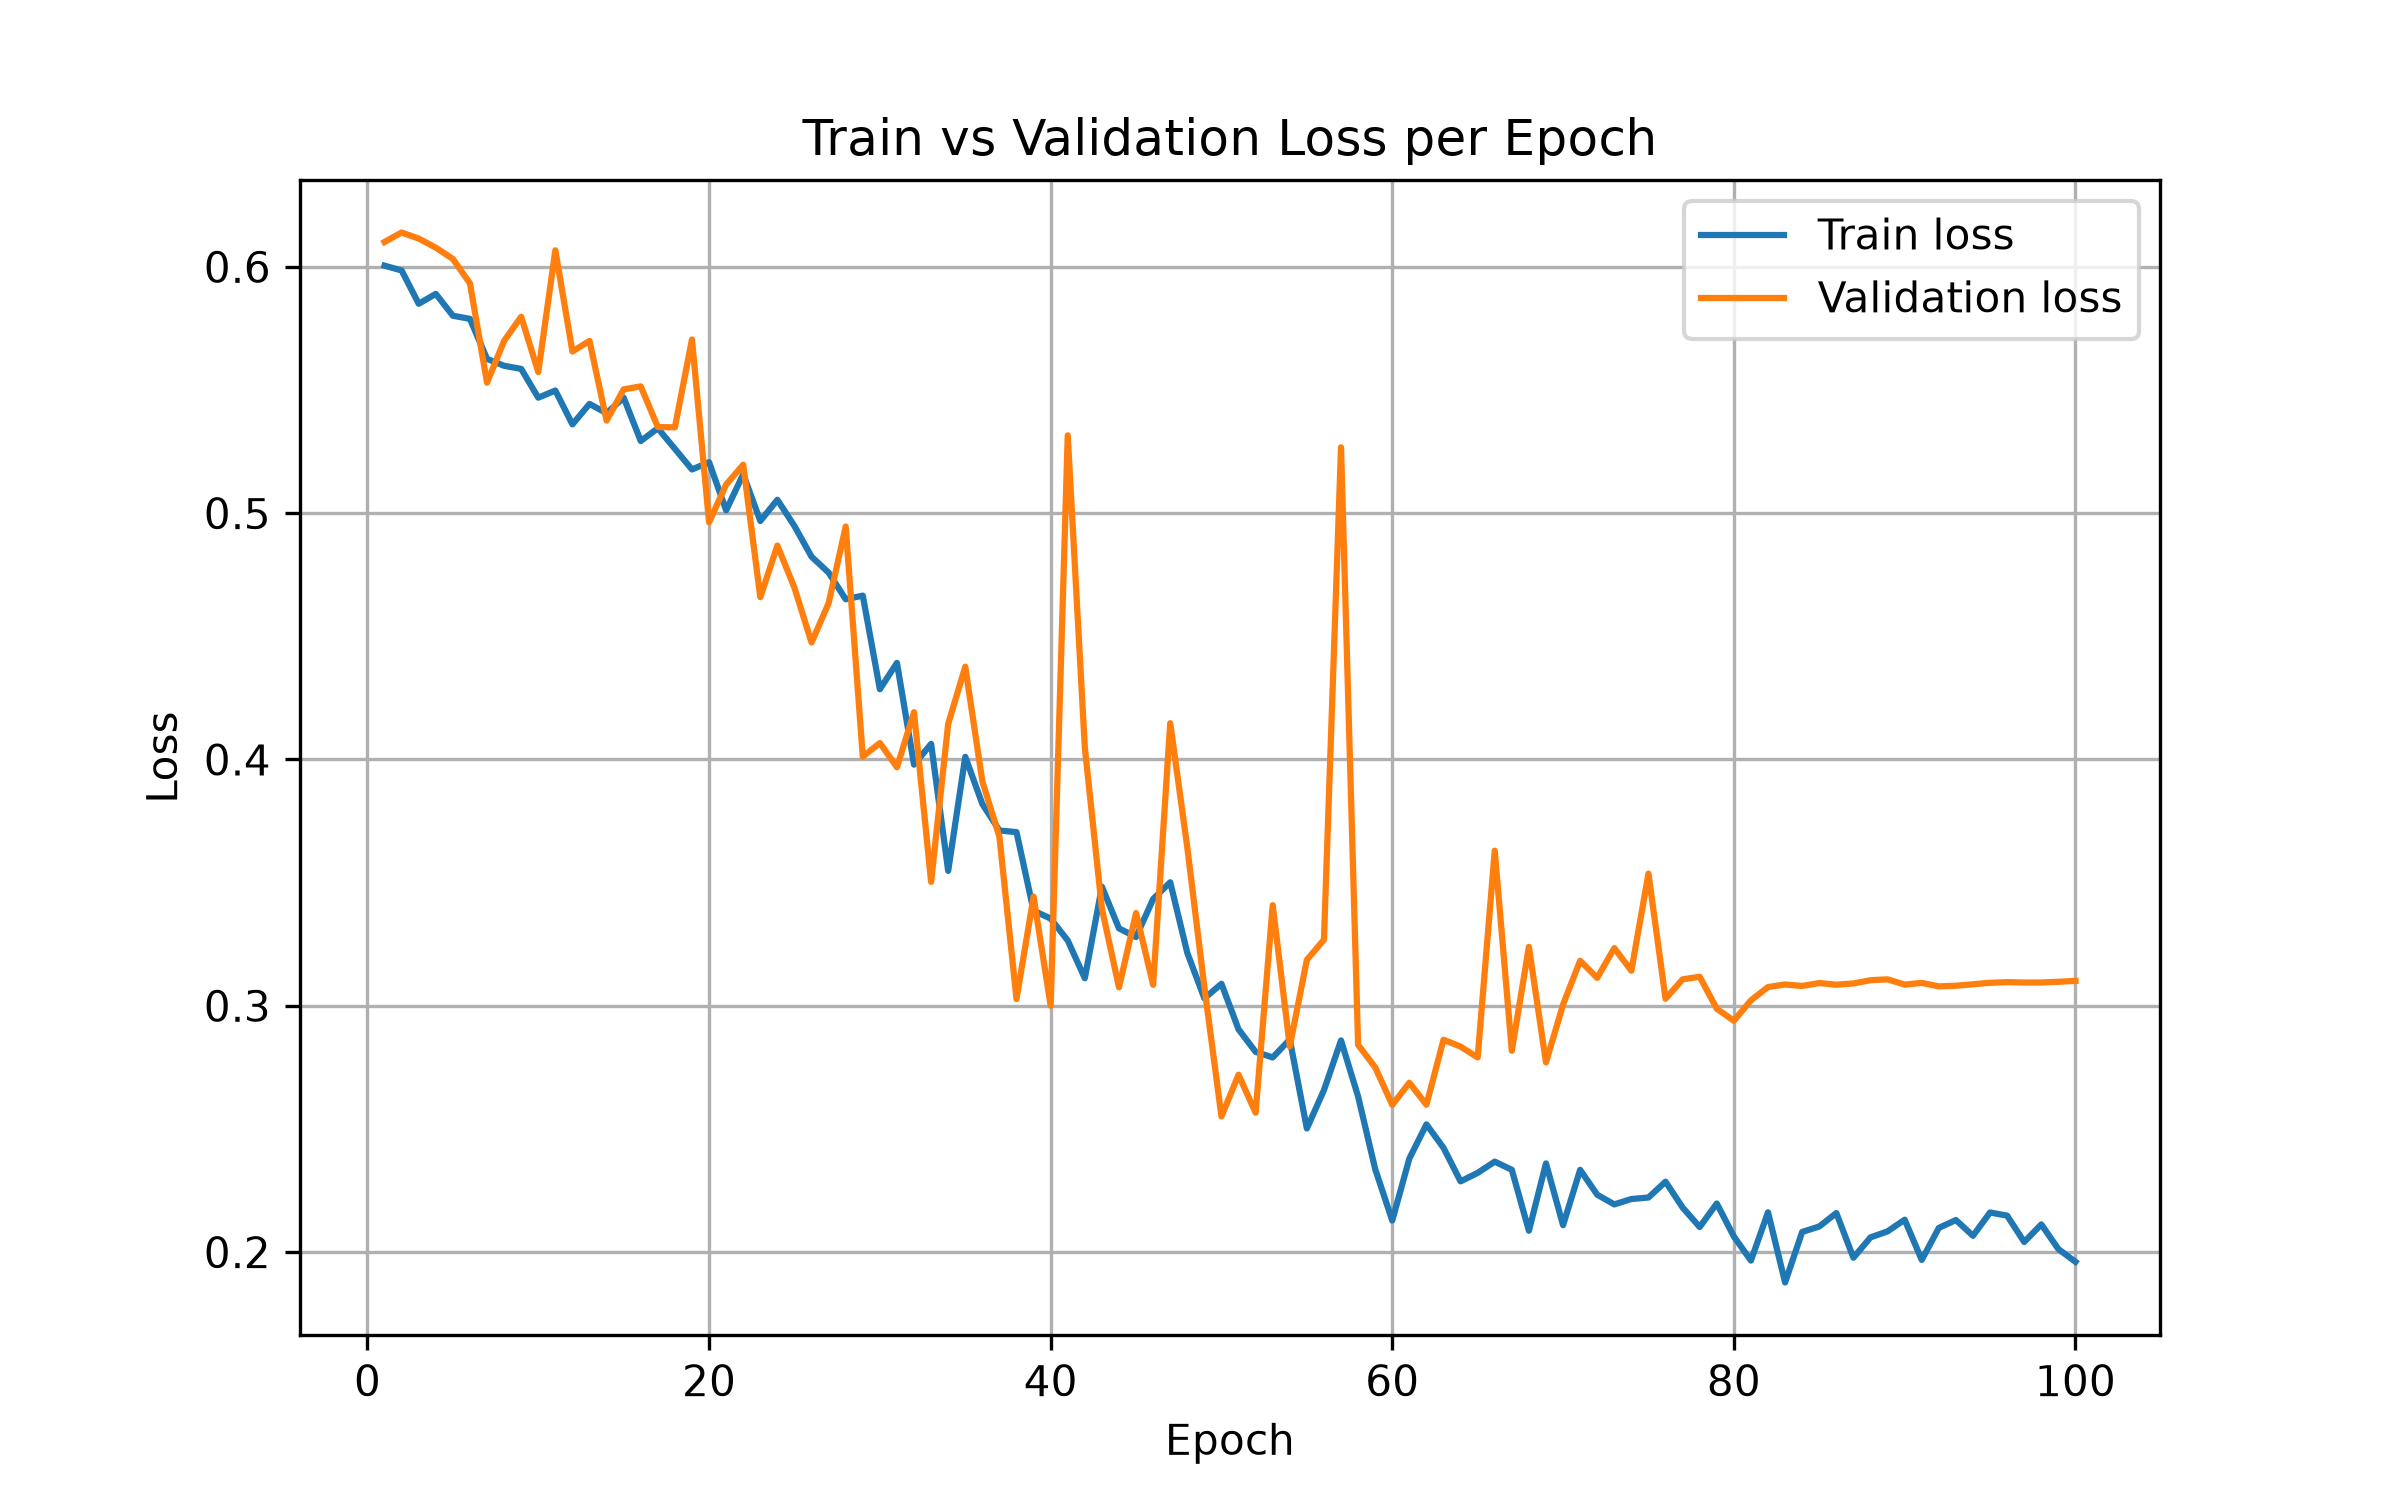 Train vs Validation Loss per Epoch
Train loss
Validation loss
0.6
0.5
0.4
0.3
0.2
Loss
0 20 40 60 80 100
Epoch